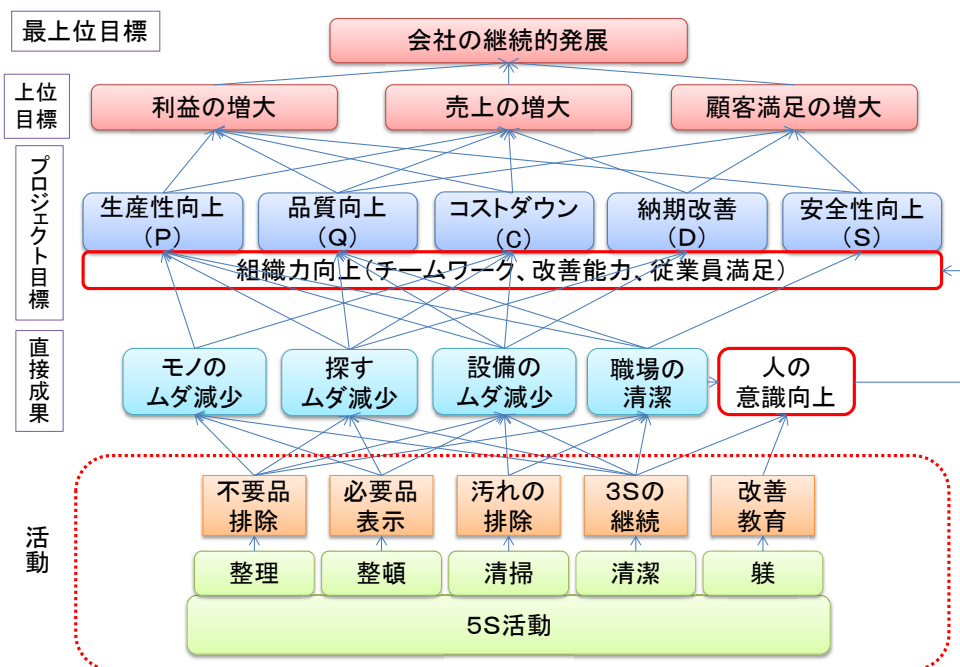 最上位目標
会社の継続的発展
上位
目標
利益の増大
売上の増大
顧客満足の増大
プロジェクト目標
生産性向上
(P)
品質向上
(Q)
コストダウン
(C)
納期改善
(D)
安全性向上
(S)
組織力向上(チームワーク、改善能力、従業員満足)
直接成果
モノの
ムダ減少
探す
ムダ減少
設備の
ムダ減少
職場の
清潔
人の
意識向上
活動
不要品
排除
必要品
表示
汚れの
排除
3Sの
継続
改善
教育
整理
整頓
清掃
清潔
躾
5S活動